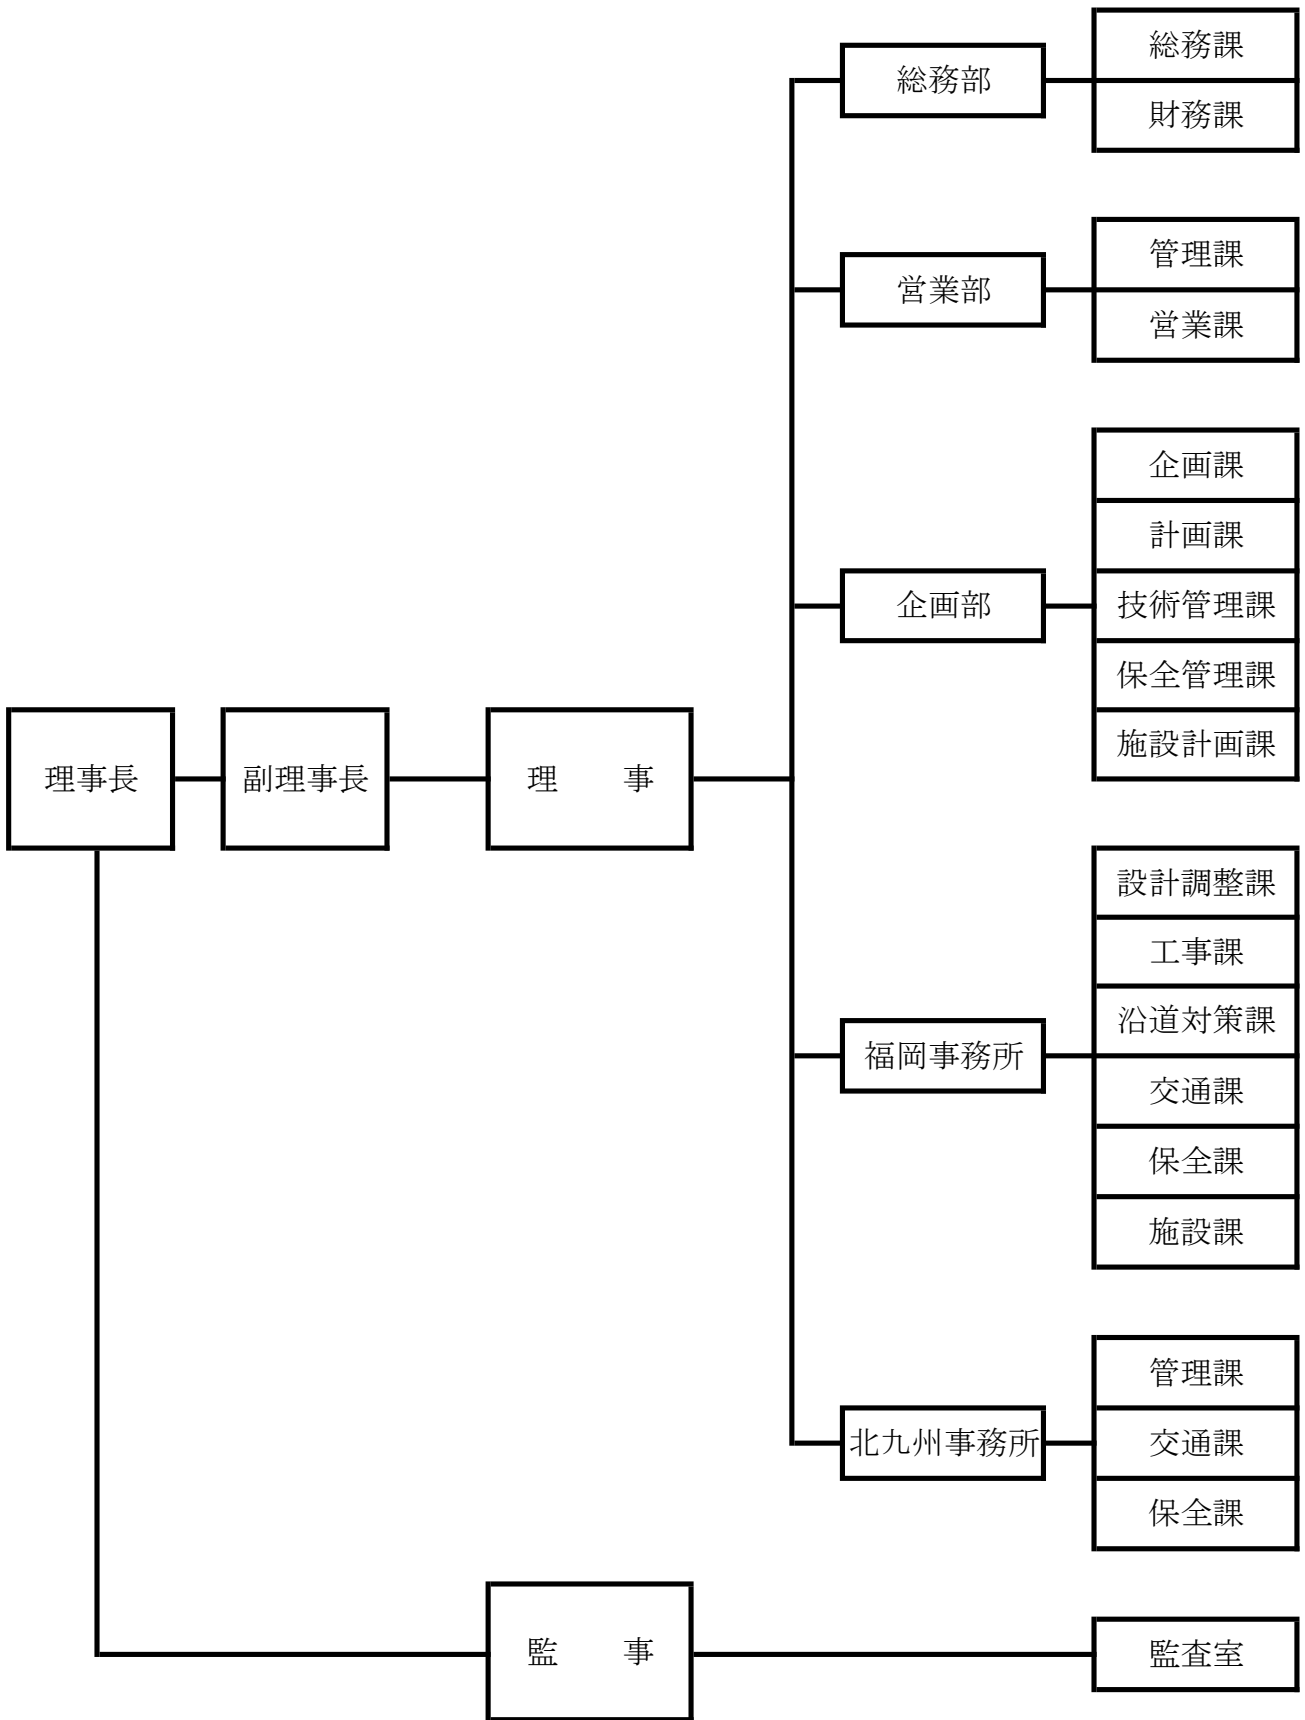 総務課
総務部
財務課
管理課
営業部
営業課
企画課
計画課
企画部
技術管理課
保全管理課
施設計画課
理事長
副理事長
理　　事
設計調整課
工事課
沿道対策課
福岡事務所
交通課
保全課
施設課
管理課
北九州事務所
交通課
保全課
監　　事
監査室